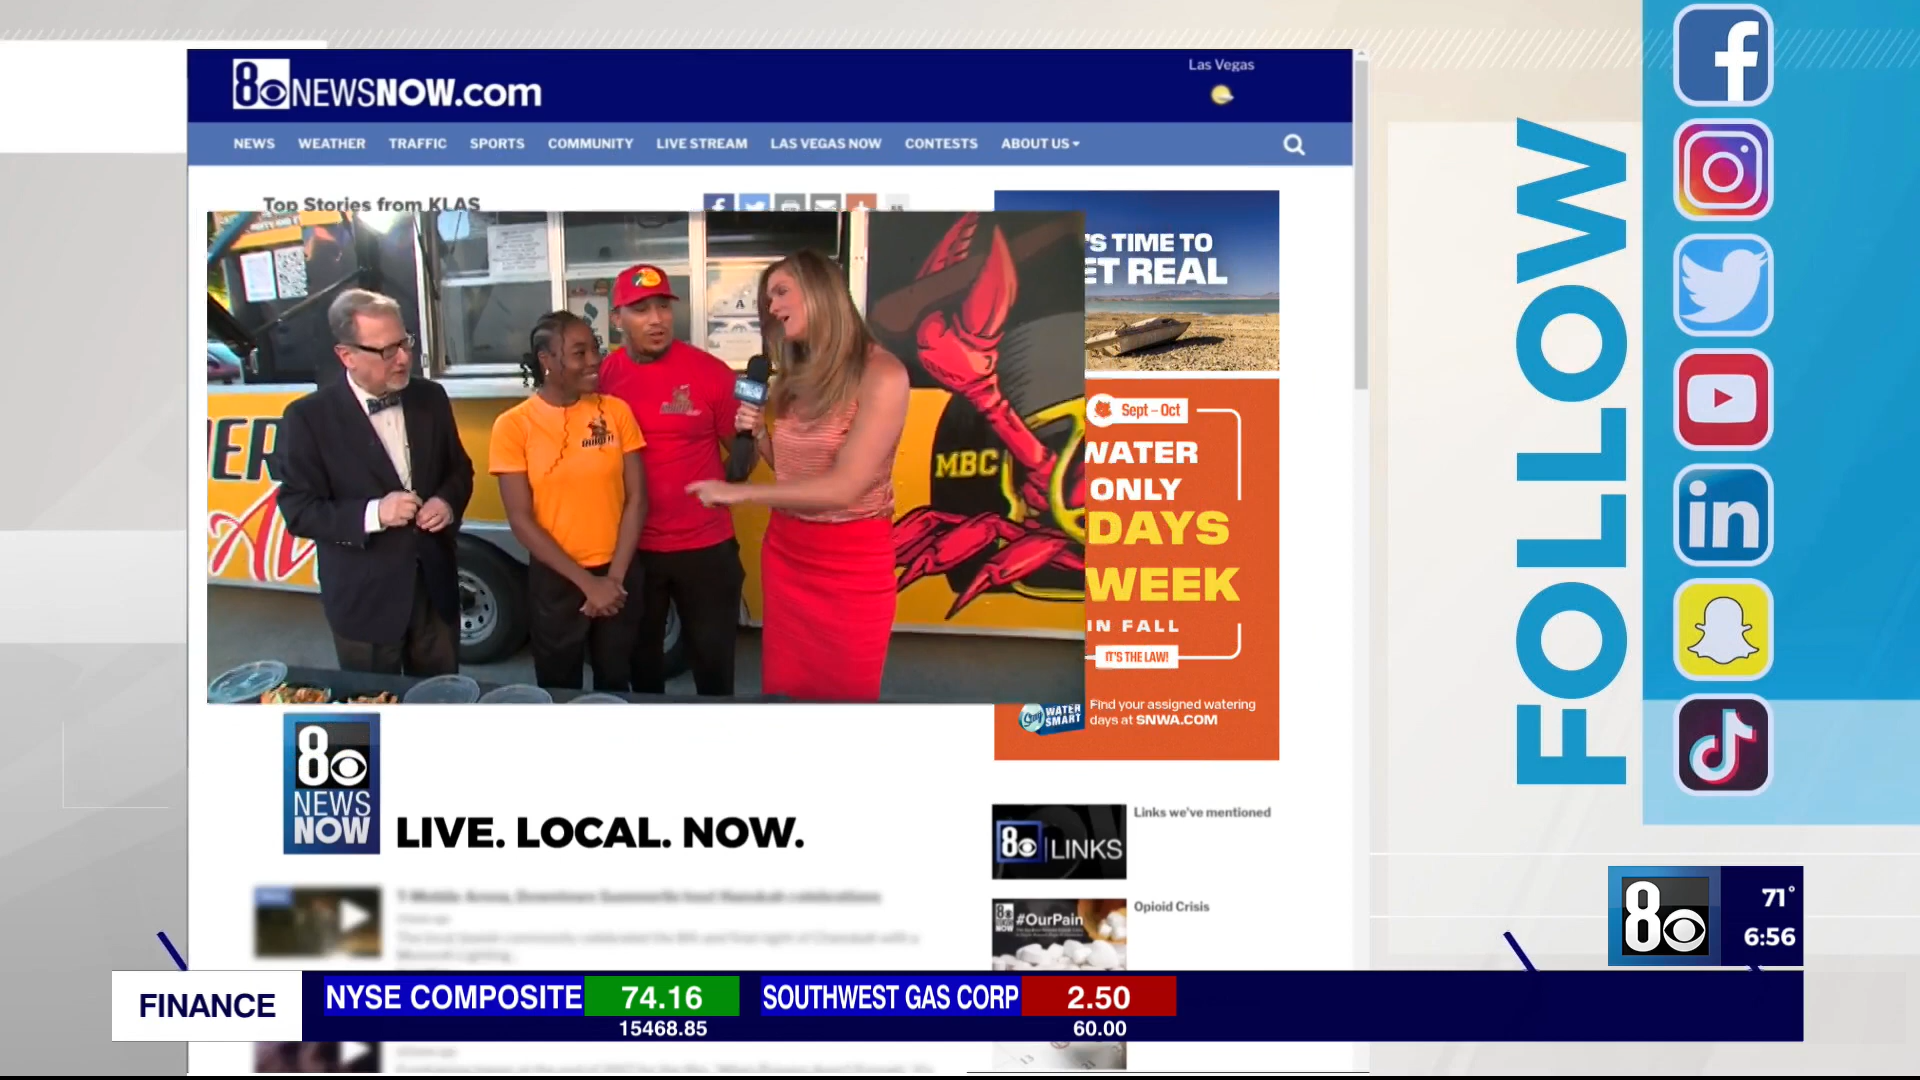 8 NEWSNOW.com
Las Vegas
NEWS WEATHER TRAFFIC SPORTS COMMUNITY LIVE STREAM LAS VEGAS NOW CONTESTS ABOUT US
Top Stories from KLAS
'S TIME TO
ET REAL
ER
MBC
A
Sept – Oct
WATER
ONLY
DAYS
WEEK
IN FALL
IT'S THE LAW!
WATER
SMART
Find your assigned watering
days at SNWA.COM
8
NEWS
NOW
LIVE. LOCAL. NOW.
8 LINKS
Links we've mentioned
#OurPain
Opioid Crisis
FOLLOW
f
in
8
71°
6:56
FINANCE
NYSE COMPOSITE 74.16
15468.85
SOUTHWEST GAS CORP 2.50
60.00